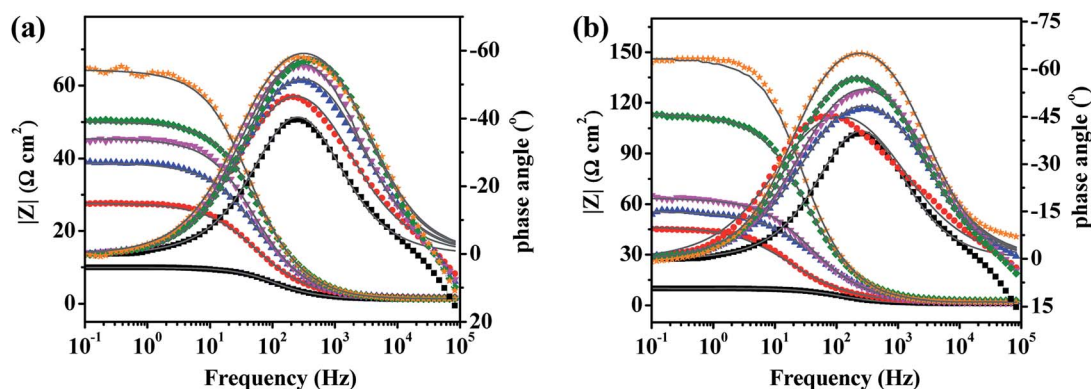 (a)
|Z| (Ω cm²)
60
40
20
0
-60
-40
-20
0
20
phase angle (°)
10⁻¹ 10⁰ 10¹ 10² 10³ 10⁴ 10⁵
Frequency (Hz)
(b)
|Z| (Ω cm²)
150
120
90
60
30
0
-75
-60
-45
-30
-15
0
15
phase angle (°)
10⁻¹ 10⁰ 10¹ 10² 10³ 10⁴ 10⁵
Frequency (Hz)